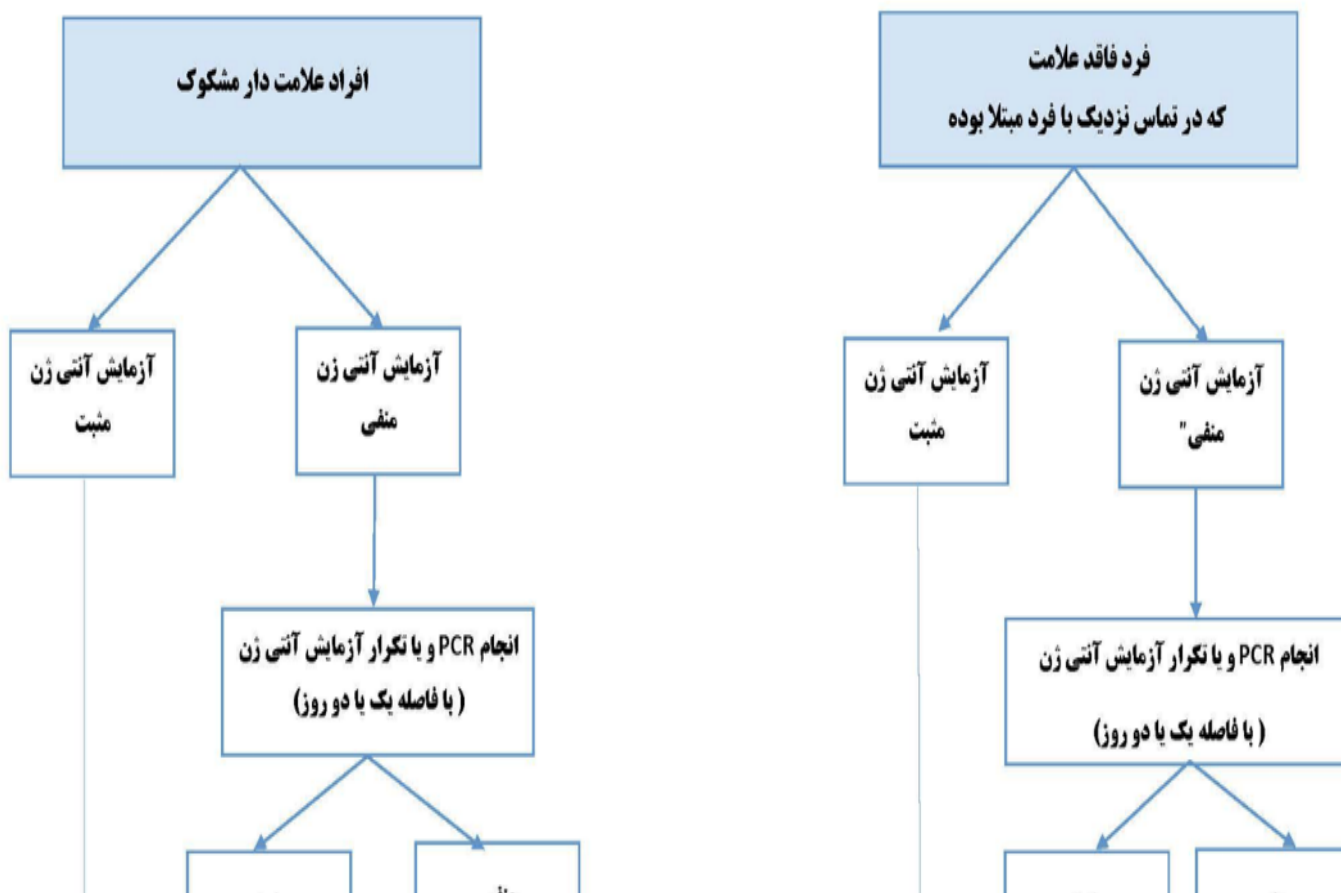 فرد فاقد علامت
که در تماس نزدیک با فرد مبتلا بوده
آزمایش آنتی ژن
منفی"
آزمایش آنتی ژن
مثبت
انجام PCR و یا تکرار آزمایش آنتی ژن
( با فاصله یک یا دو روز)
افراد علامت دار مشکوک
آزمایش آنتی ژن
منفی
آزمایش آنتی ژن
مثبت
انجام PCR و یا تکرار آزمایش آنتی ژن
( با فاصله یک یا دو روز)